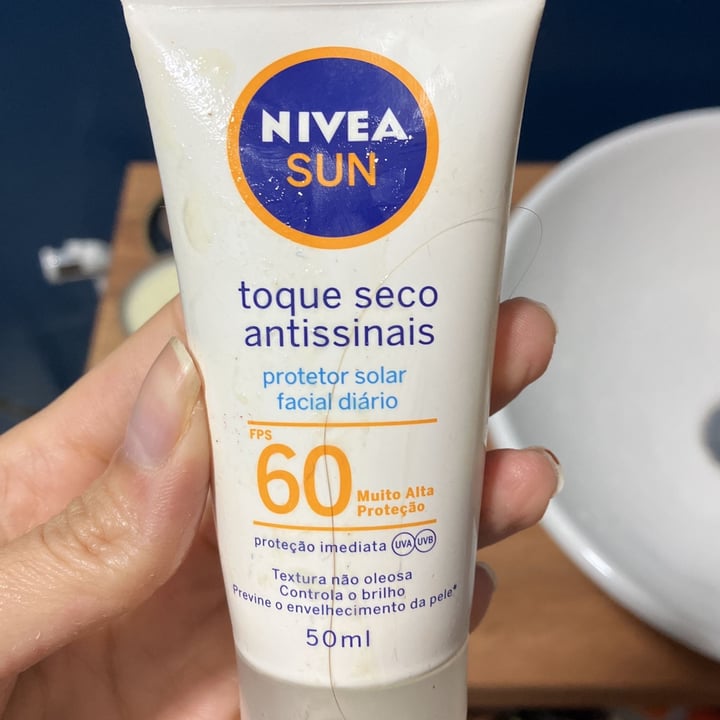 NIVEA
SUN
toque seco
antissinais
protetor solar
facial diário
FPS
60
Muito Alta
Proteção
proteção imediata UVA UVB
Textura não oleosa
Controla o brilho
Previne o envelhecimento da pele*
50ml